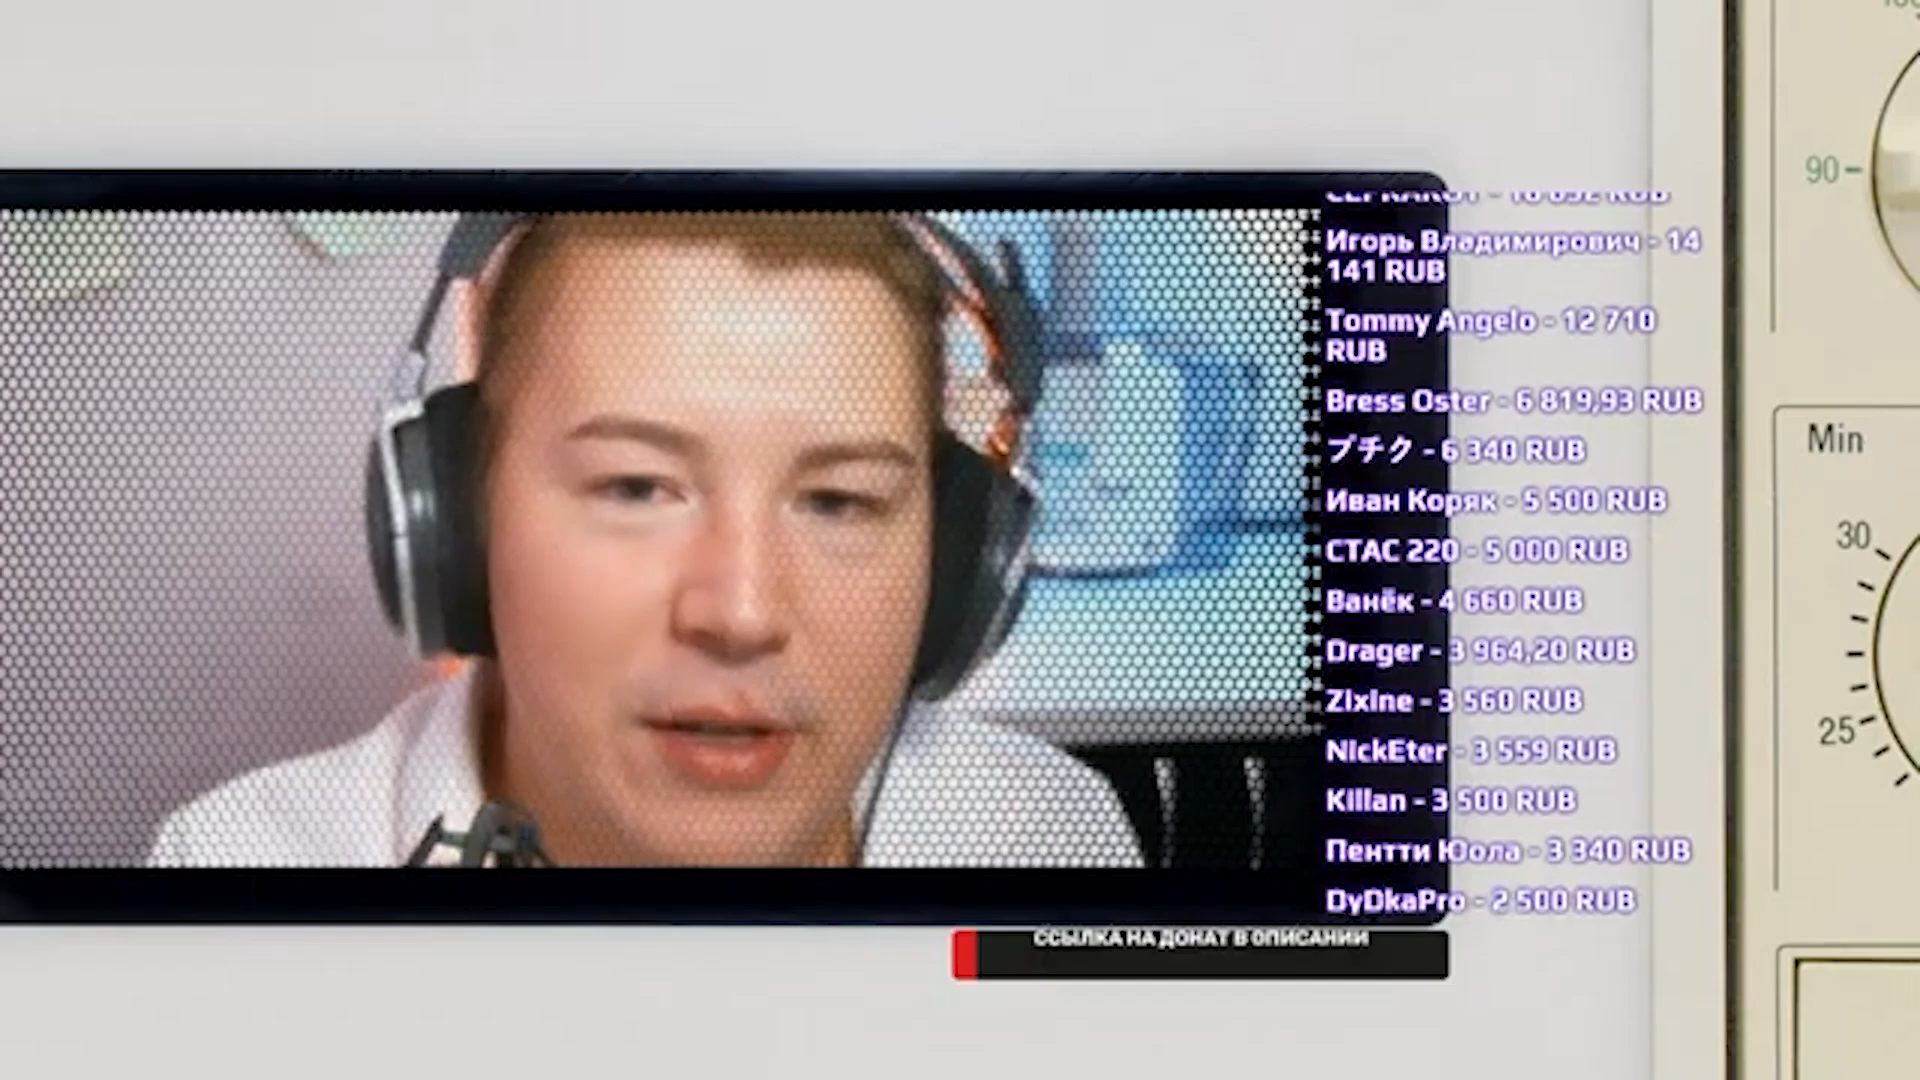 Игорь Владимирович - 14
141 RUB
Tommy Angelo - 12 710
RUB
Bress Oster - 6 819,93 RUB
プチク - 6 340 RUB
Иван Коряк - 5 500 RUB
СТАС 220 - 5 000 RUB
Ванёк - 4 660 RUB
Drager - 3 964,20 RUB
ZIxIne - 3 560 RUB
NIckEter - 3 559 RUB
KIllan - 3 500 RUB
Пентти Юола - 3 340 RUB
DyDkaPro - 2 500 RUB
ССЫЛКА НА ДОНАТ В ОПИСАНИИ
90
Min
30
25